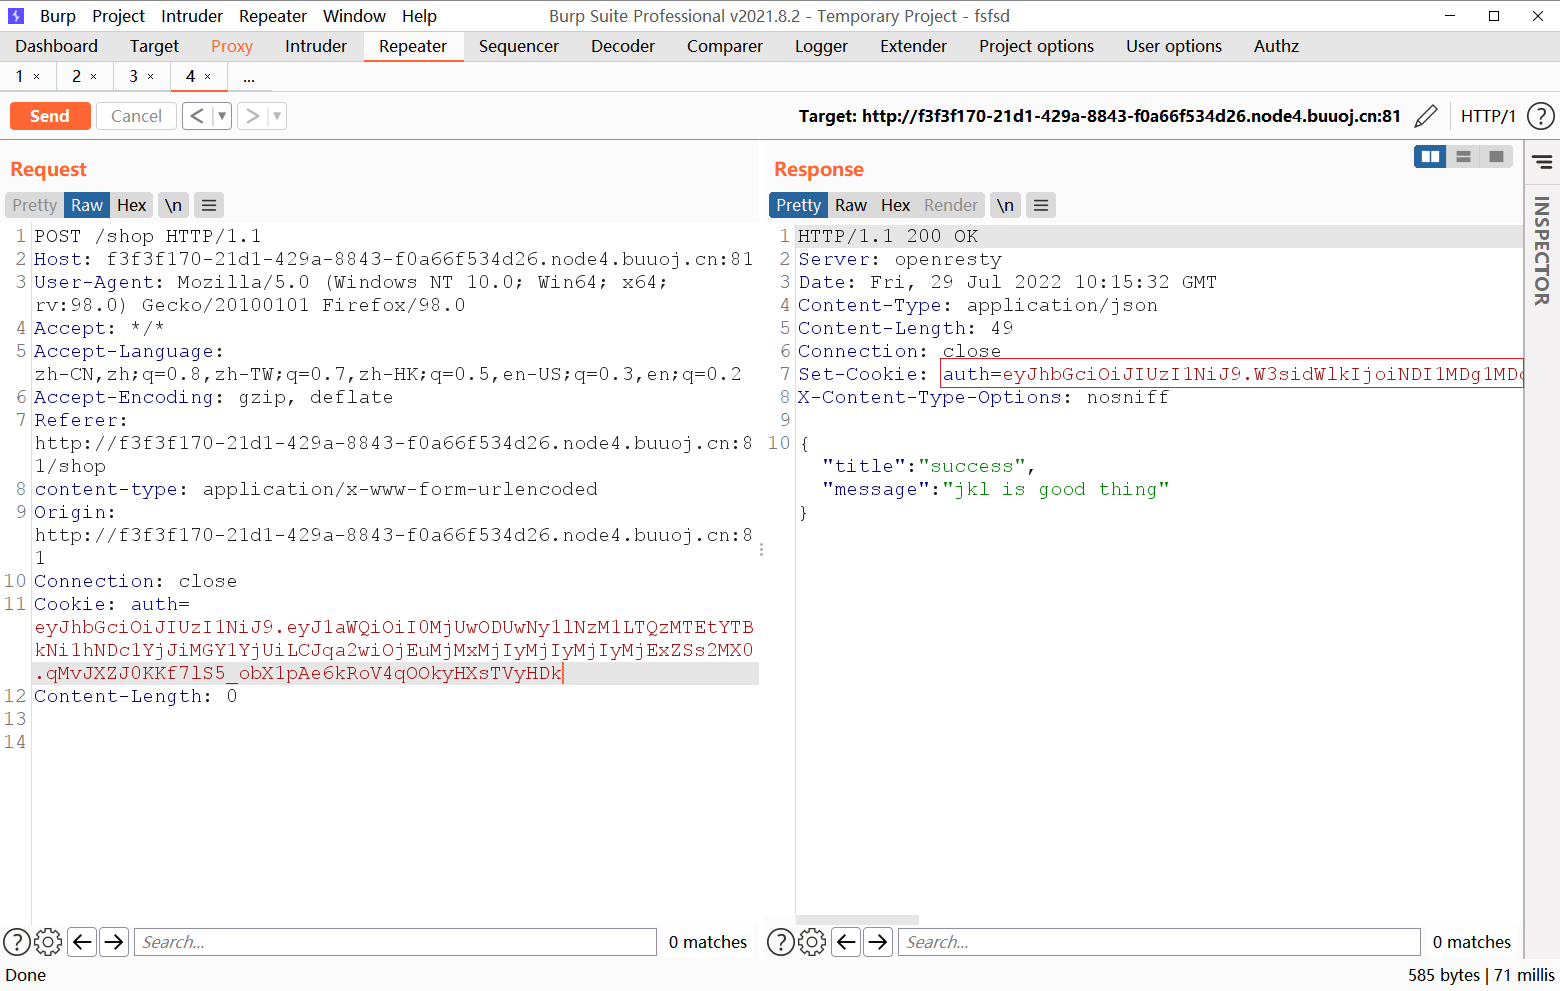 Burp Project Intruder Repeater Window Help Burp Suite Professional v2021.8.2 - Temporary Project - fsfsd
Dashboard Target Proxy Intruder Repeater Sequencer Decoder Comparer Logger Extender Project options User options Authz
1 × 2 × 3 × 4 × ...
Send Cancel < ▼ > ▼ Target: http://f3f3f170-21d1-429a-8843-f0a66f534d26.node4.buuoj.cn:81 HTTP/1 ?
Request
Pretty Raw Hex \n ≡
1 POST /shop HTTP/1.1
2 Host: f3f3f170-21d1-429a-8843-f0a66f534d26.node4.buuoj.cn:81
3 User-Agent: Mozilla/5.0 (Windows NT 10.0; Win64; x64;
rv:98.0) Gecko/20100101 Firefox/98.0
4 Accept: */*
5 Accept-Language:
zh-CN,zh;q=0.8,zh-TW;q=0.7,zh-HK;q=0.5,en-US;q=0.3,en;q=0.2
6 Accept-Encoding: gzip, deflate
7 Referer:
http://f3f3f170-21d1-429a-8843-f0a66f534d26.node4.buuoj.cn:8
1/shop
8 content-type: application/x-www-form-urlencoded
9 Origin:
http://f3f3f170-21d1-429a-8843-f0a66f534d26.node4.buuoj.cn:8
1
10 Connection: close
11 Cookie: auth=
eyJhbGciOiJIUzI1NiJ9.eyJ1aWQiOiI0MjUwODUwNy1lNzM1LTQzMTEtYTB
kNi1hNDc1YjJiMGY1YjUiLCJqa2wiOjEuMjMxMjIyMjIyMjIyMjExZSs2MX0
.qMvJXZJ0KKf7lS5_obX1pAe6kRoV4qOOkyHXsTVyHDk
12 Content-Length: 0
13
14
? Search... 0 matches
Response
Pretty Raw Hex Render \n ≡
1 HTTP/1.1 200 OK
2 Server: openresty
3 Date: Fri, 29 Jul 2022 10:15:32 GMT
4 Content-Type: application/json
5 Content-Length: 49
6 Connection: close
7 Set-Cookie: auth=eyJhbGciOiJIUzI1NiJ9.W3sidWlkIjoiNDI1MDg1MDc
8 X-Content-Type-Options: nosniff
9
10 {
"title":"success",
"message":"jkl is good thing"
}
? Search... 0 matches
INSPECTOR
Done 585 bytes | 71 millis